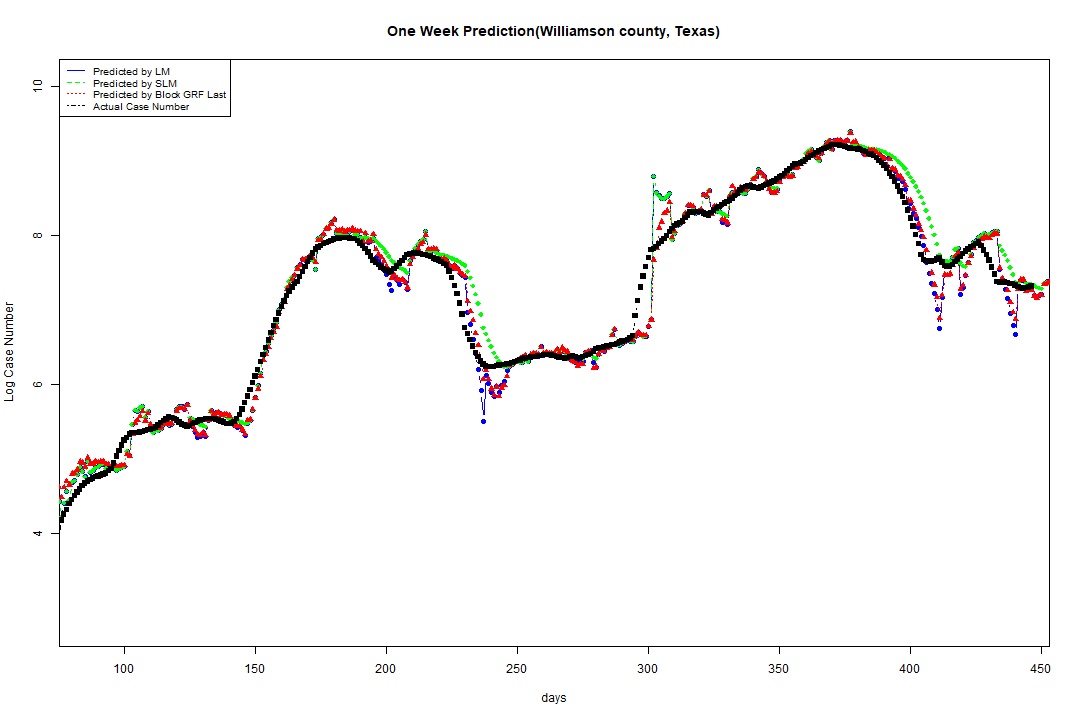 One Week Prediction(Williamson county, Texas)
Predicted by LM
Predicted by SLM
Predicted by Block GRF Last
Actual Case Number
10
8
6
4
Log Case Number
100 150 200 250 300 350 400 450
days